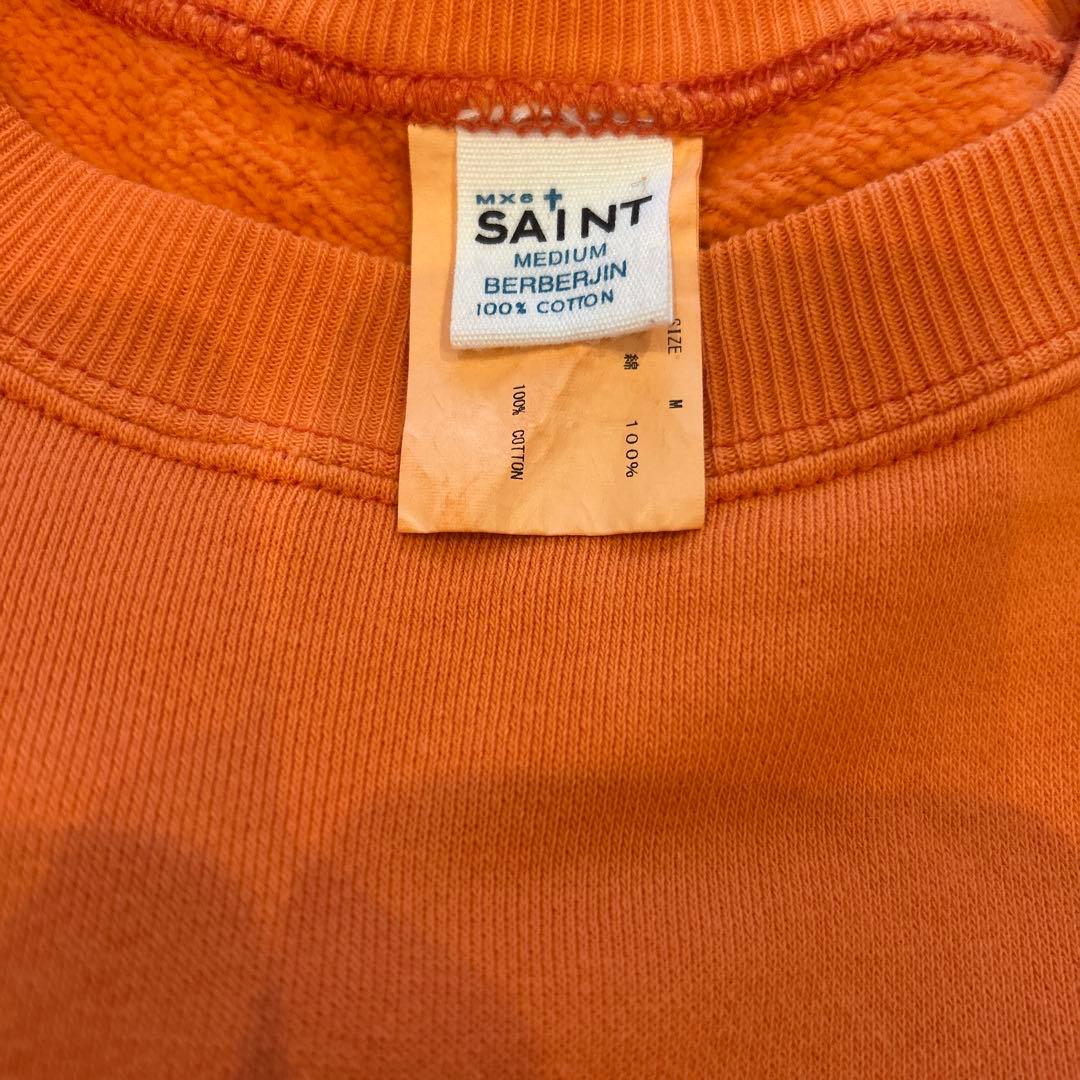 MX6
SAINT
MEDIUM
BERBERJIN
100% COTTON
SIZE M
綿 100%
100% COTTON